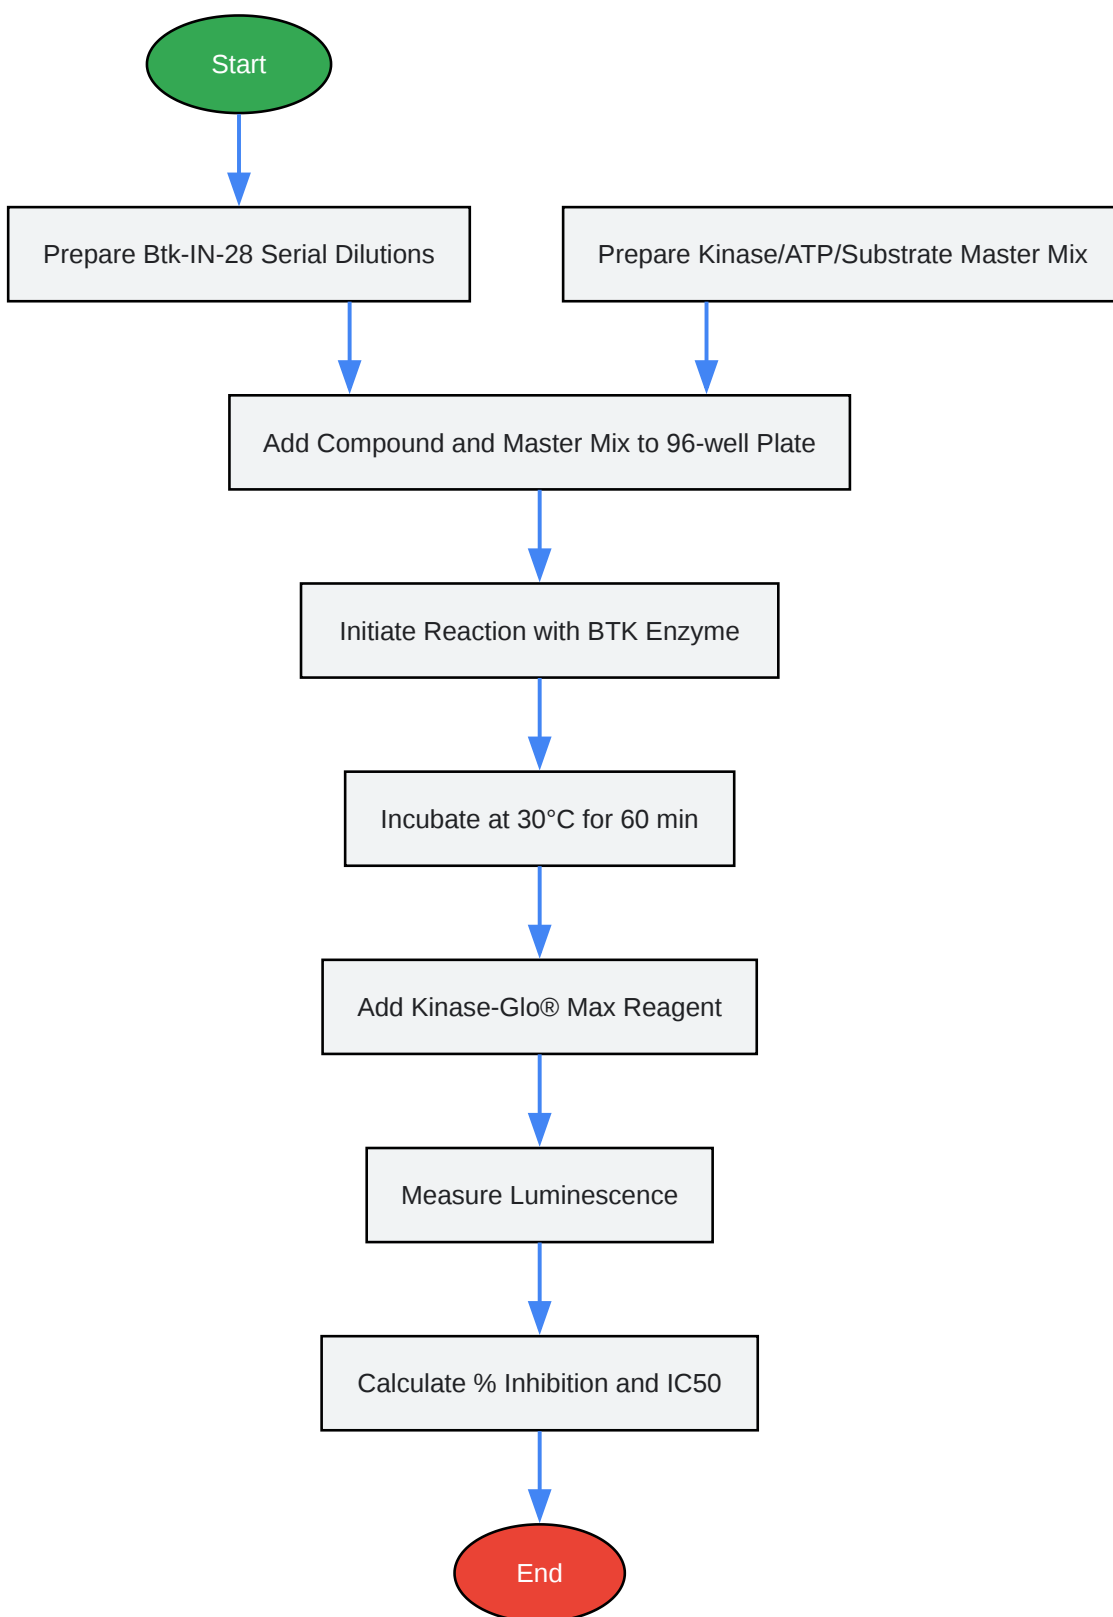 Start
Prepare Btk-IN-28 Serial Dilutions
Prepare Kinase/ATP/Substrate Master Mix
Add Compound and Master Mix to 96-well Plate
Initiate Reaction with BTK Enzyme
Incubate at 30°C for 60 min
Add Kinase-Glo® Max Reagent
Measure Luminescence
Calculate % Inhibition and IC50
End